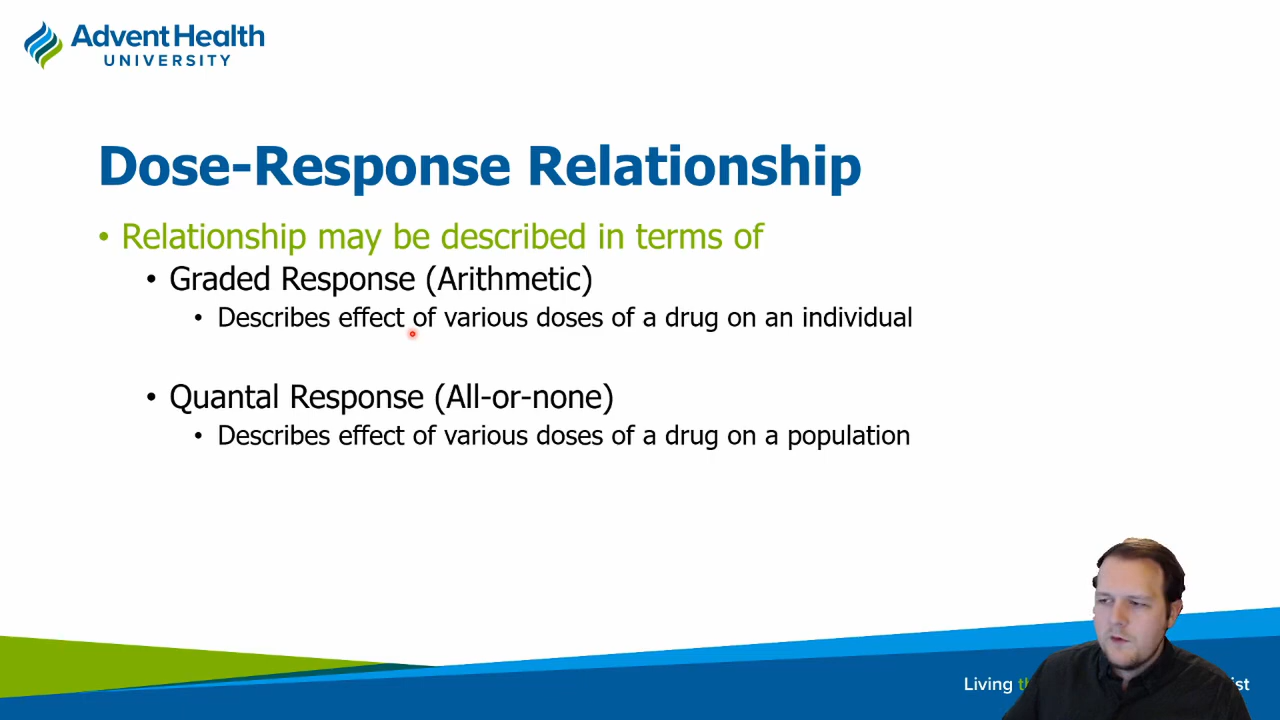 AdventHealth
UNIVERSITY
Dose-Response Relationship
• Relationship may be described in terms of
• Graded Response (Arithmetic)
• Describes effect of various doses of a drug on an individual
• Quantal Response (All-or-none)
• Describes effect of various doses of a drug on a population
Living